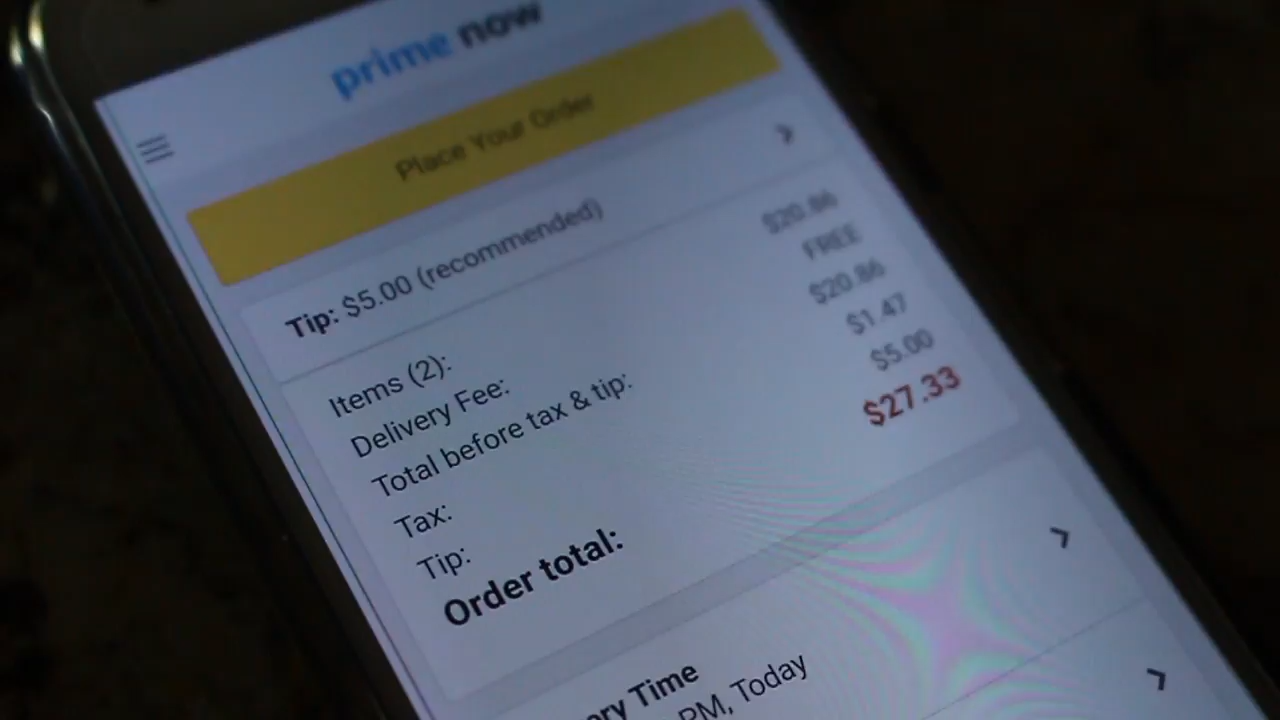 prime now
Place Your Order
Tip: $5.00 (recommended)
Items (2): $20.86
Delivery Fee: FREE
Total before tax & tip: $20.86
Tax: $1.47
Tip: $5.00
Order total: $27.33
Time
PM, Today